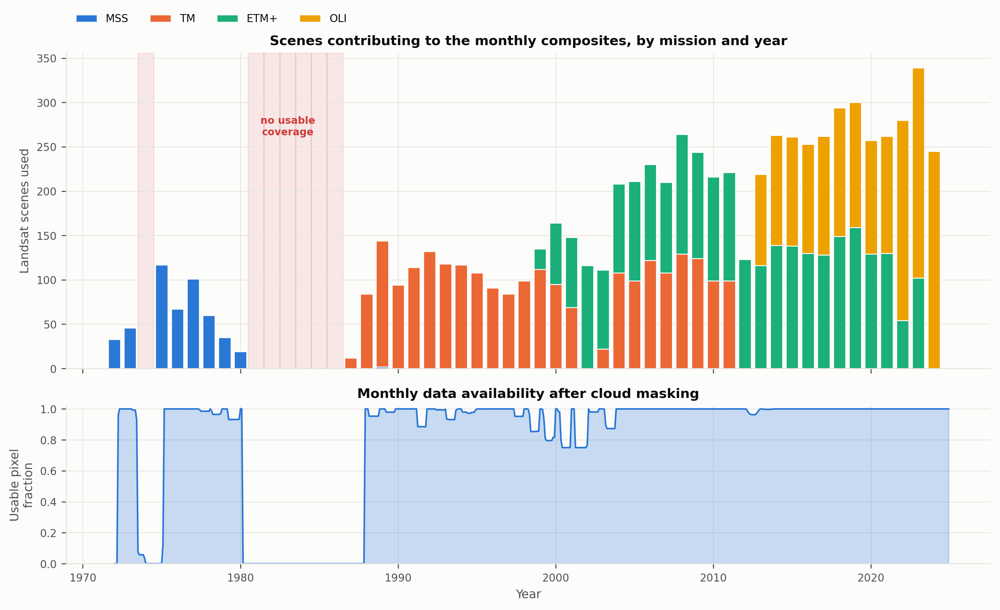 MSS TM ETM+ OLI
Scenes contributing to the monthly composites, by mission and year
Landsat scenes used
350
300
250
200
150
100
50
0
no usable
coverage
Monthly data availability after cloud masking
Usable pixel
fraction
1.0
0.8
0.6
0.4
0.2
0.0
1970 1980 1990 2000 2010 2020
Year